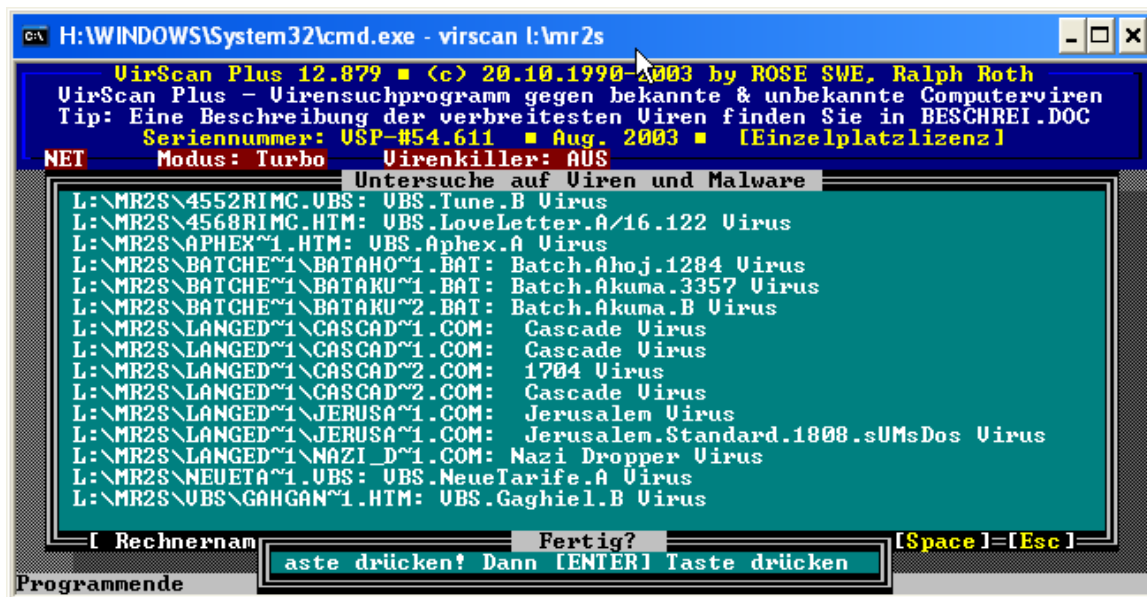 H:\WINDOWS\System32\cmd.exe - virscan l:\mr2s
VirScan Plus 12.879 ■ (c) 20.10.1990-2003 by ROSE SWE, Ralph Roth
VirScan Plus - Virensuchprogramm gegen bekannte & unbekannte Computerviren
Tip: Eine Beschreibung der verbreitesten Viren finden Sie in BESCHREI.DOC
Seriennummer: VSP-#54.611 ■ Aug. 2003 ■ [Einzelplatzlizenz]
NET Modus: Turbo Virenkiller: AUS
Untersuche auf Viren und Malware
L:\MR2S\4552RIMC.VBS: VBS.Tune.B Virus
L:\MR2S\4568RIMC.HTM: VBS.LoveLetter.A/16.122 Virus
L:\MR2S\APHEX~1.HTM: VBS.Aphex.A Virus
L:\MR2S\BATCHE~1\BATAHO~1.BAT: Batch.Ahoj.1284 Virus
L:\MR2S\BATCHE~1\BATAKU~1.BAT: Batch.Akuma.3357 Virus
L:\MR2S\BATCHE~1\BATAKU~2.BAT: Batch.Akuma.B Virus
L:\MR2S\LANGED~1\CASCAD~1.COM: Cascade Virus
L:\MR2S\LANGED~1\CASCAD~1.COM: Cascade Virus
L:\MR2S\LANGED~1\CASCAD~2.COM: 1704 Virus
L:\MR2S\LANGED~1\CASCAD~2.COM: Cascade Virus
L:\MR2S\LANGED~1\JERUSA~1.COM: Jerusalem Virus
L:\MR2S\LANGED~1\JERUSA~1.COM: Jerusalem.Standard.1808.sUMsDos Virus
L:\MR2S\LANGED~1\NAZI_D~1.COM: Nazi Dropper Virus
L:\MR2S\NEUETA~1.VBS: VBS.NeueTarife.A Virus
L:\MR2S\VBS\GAHGAN~1.HTM: VBS.Gaghiel.B Virus
[ Rechnernam Fertig? [Space]=[Esc]
aste drücken! Dann [ENTER] Taste drücken
Programmende